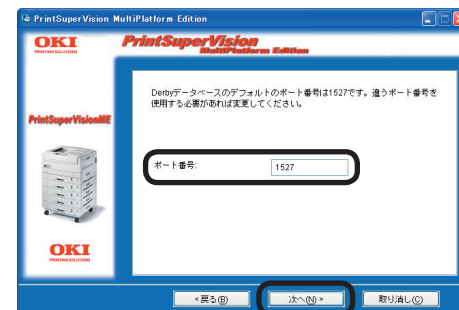 PrintSuperVision MultiPlatform Edition
OKI
PRINTING SOLUTIONS
PrintSuperVision
MultiPlatform Edition
Derbyデータベースのデフォルトのポート番号は1527です。違うポート番号を
使用する必要があれば変更してください。
PrintSuperVisionME
ポート番号:
1527
OKI
PRINTING SOLUTIONS
<戻る(B)
次へ(N)>
取り消し(C)